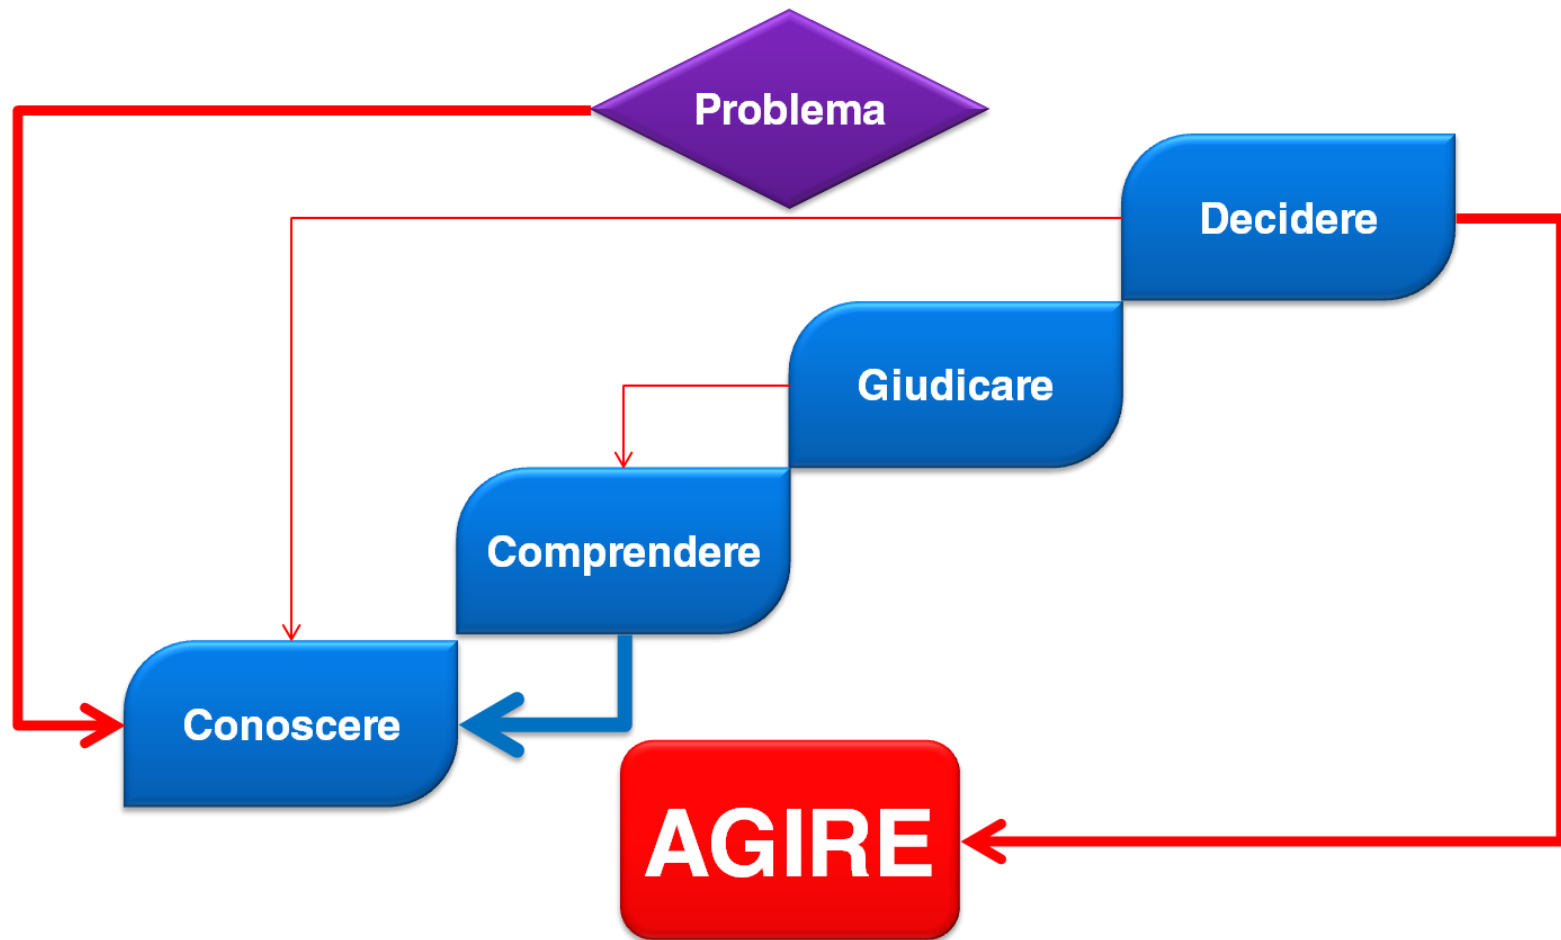 Problema
Decidere
Giudicare
Comprendere
Conoscere
AGIRE